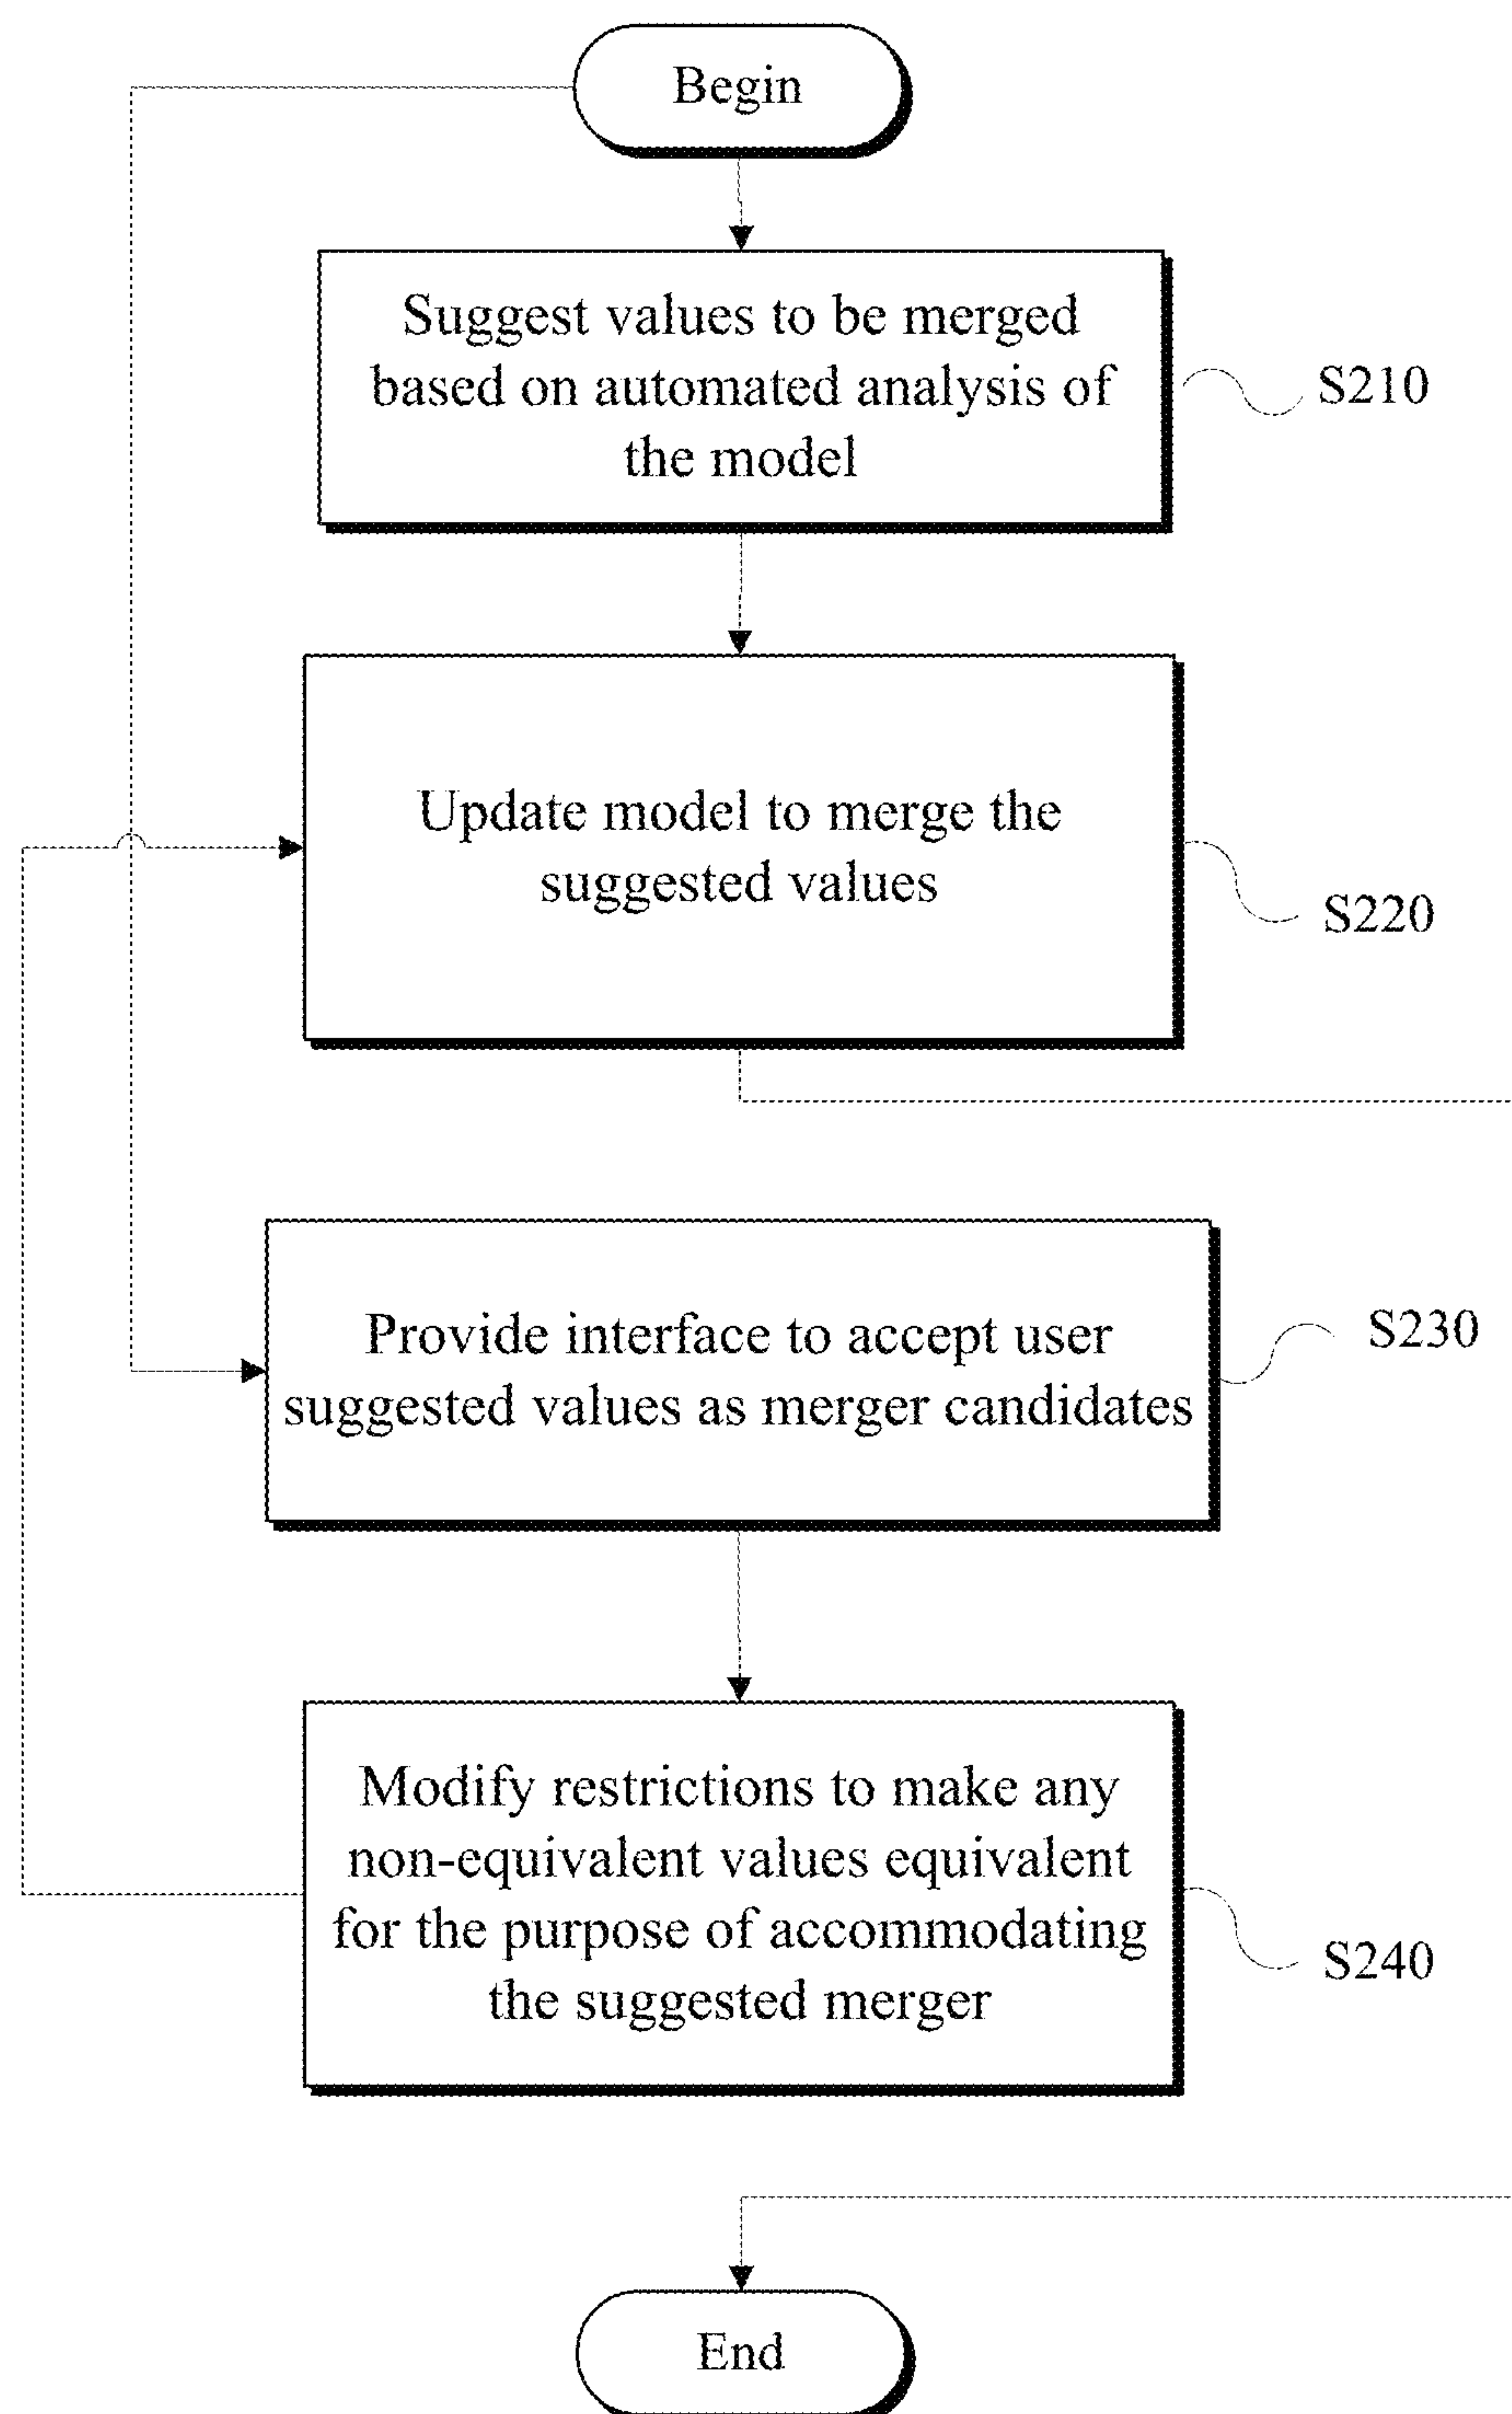 Begin
Suggest values to be merged
based on automated analysis of
the model
S210
Update model to merge the
suggested values
S220
Provide interface to accept user
suggested values as merger candidates
S230
Modify restrictions to make any
non-equivalent values equivalent
for the purpose of accommodating
the suggested merger
S240
End